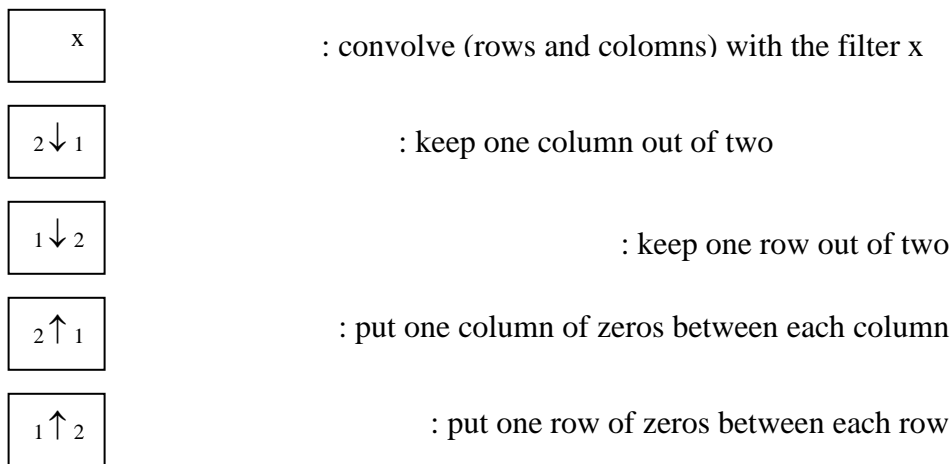 x : convolve (rows and colomns) with the filter x
2 ↓ 1 : keep one column out of two
1 ↓ 2 : keep one row out of two
2 ↑ 1 : put one column of zeros between each column
1 ↑ 2 : put one row of zeros between each row